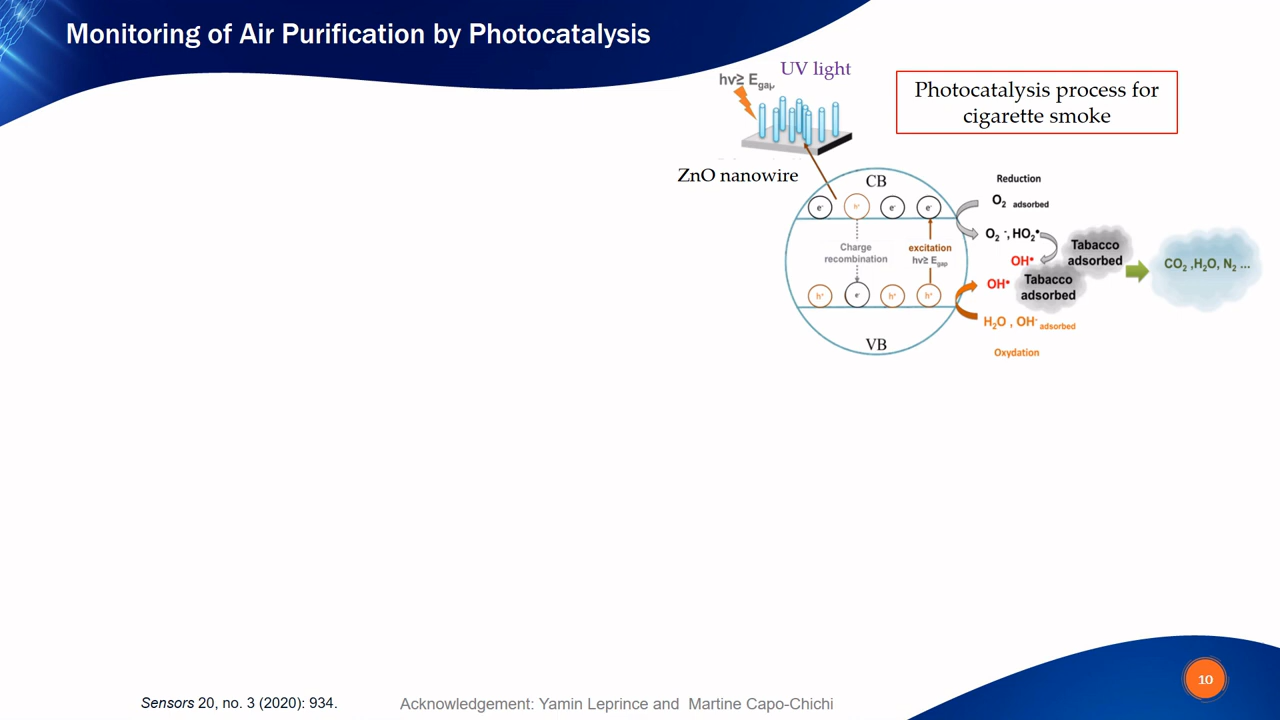 Monitoring of Air Purification by Photocatalysis
UV light
hv≥ Egap
Photocatalysis process for
cigarette smoke
ZnO nanowire
CB
Reduction
e- h+ e- e-
O2 adsorbed
O2 -, HO2•
Charge
recombination
excitation
hv≥ Egap
Tabacco
adsorbed
OH•
CO2 ,H2O, N2 ...
OH•
Tabacco
adsorbed
h+ e- h+ h+
H2O , OH- adsorbed
VB
Oxydation
10
Sensors 20, no. 3 (2020): 934.
Acknowledgement: Yamin Leprince and Martine Capo-Chichi